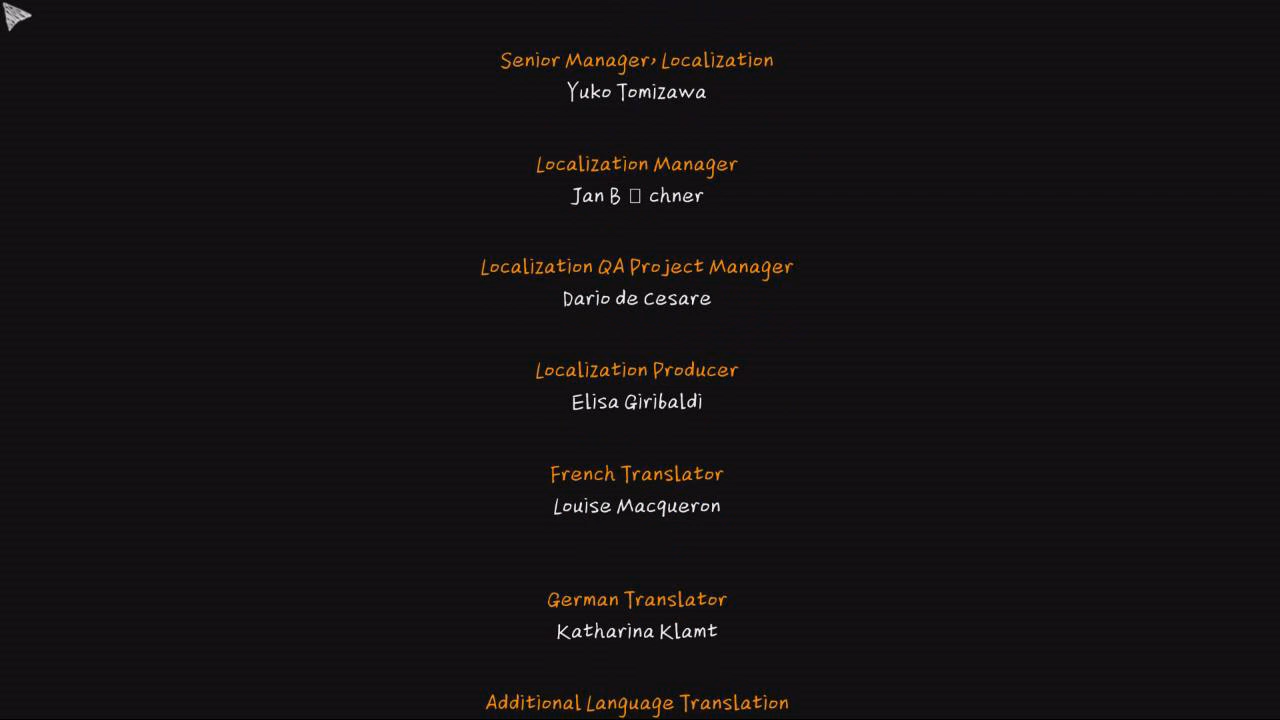 Senior Manager, Localization
Yuko Tomizawa
Localization Manager
Jan B □ chner
Localization QA Project Manager
Dario de Cesare
Localization Producer
Elisa Giribaldi
French Translator
Louise Macqueron
German Translator
Katharina Klamt
Additional Language Translation